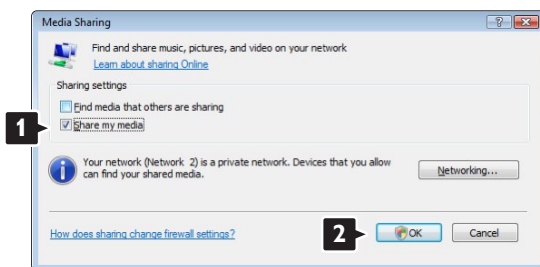 Media Sharing
Find and share music, pictures, and video on your network
Learn about sharing Online
Sharing settings
Find media that others are sharing
1
Share my media
Your network (Network 2) is a private network. Devices that you allow
can find your shared media.
Networking...
How does sharing change firewall settings?
2
OK
Cancel